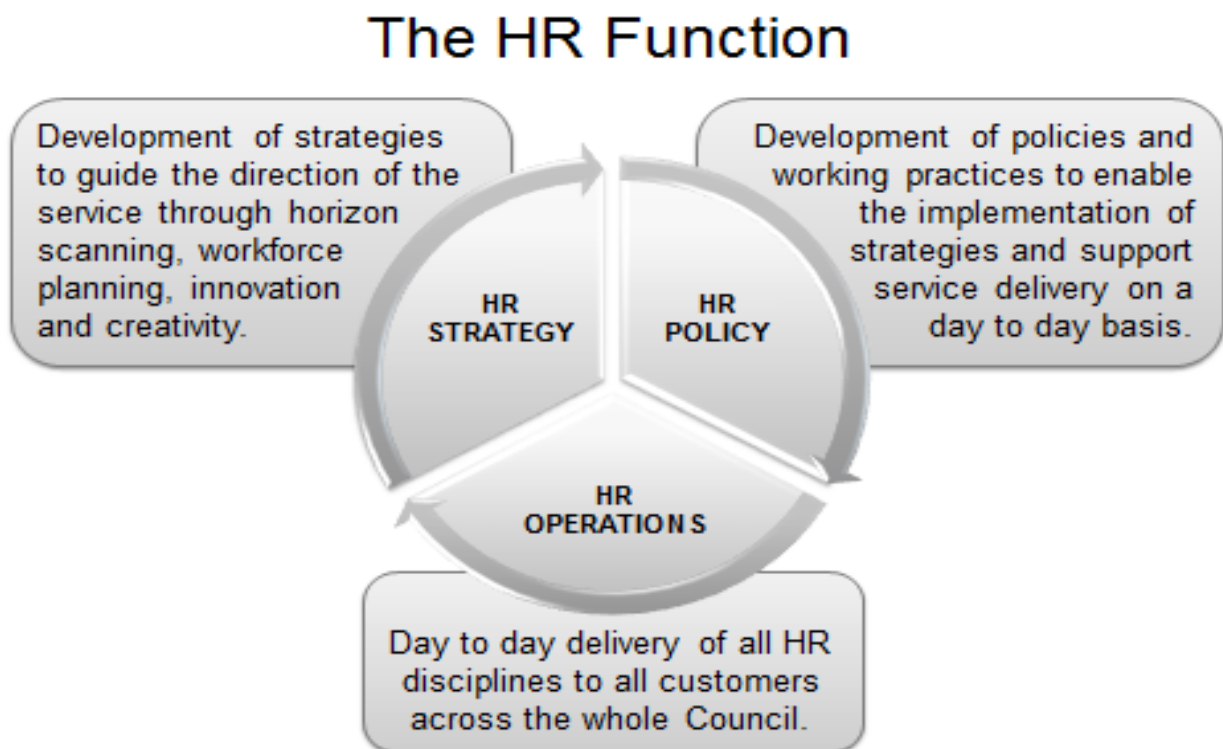 The HR Function
Development of strategies
to guide the direction of the
service through horizon
scanning, workforce
planning, innovation
and creativity.
Development of policies and
working practices to enable
the implementation of
strategies and support
service delivery on a
day to day basis.
HR
STRATEGY
HR
POLICY
HR
OPERATIONS
Day to day delivery of all HR
disciplines to all customers
across the whole Council.